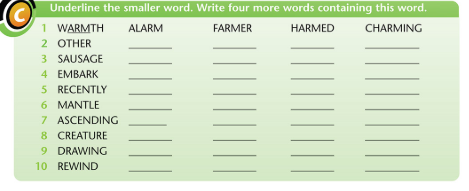 C Underline the smaller word. Write four more words containing this word.
1 WARMTH ALARM FARMER HARMED CHARMING
2 OTHER
3 SAUSAGE
4 EMBARK
5 RECENTLY
6 MANTLE
7 ASCENDING
8 CREATURE
9 DRAWING
10 REWIND